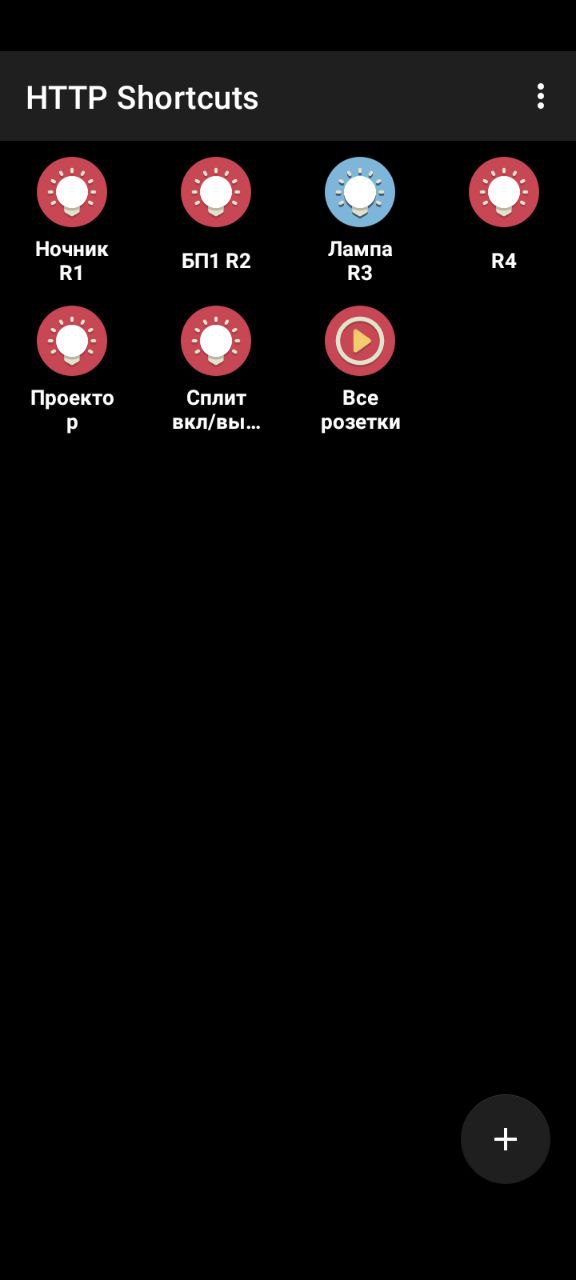 HTTP Shortcuts
Ночник
R1
БП1 R2
Лампа
R3
R4
Проекто
р
Сплит
вкл/вы...
Все
розетки